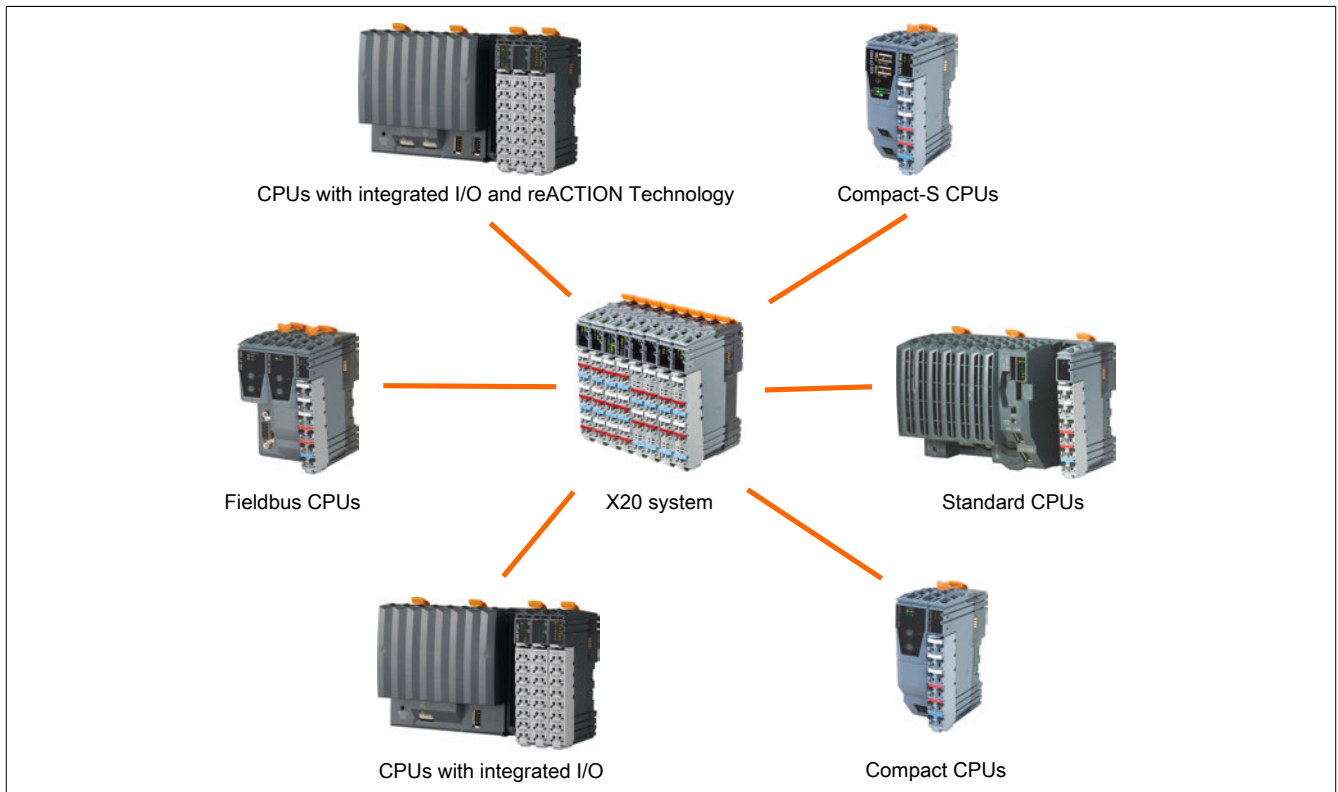 CPUs with integrated I/O and reACTION Technology
Compact-S CPUs
Fieldbus CPUs
X20 system
Standard CPUs
CPUs with integrated I/O
Compact CPUs